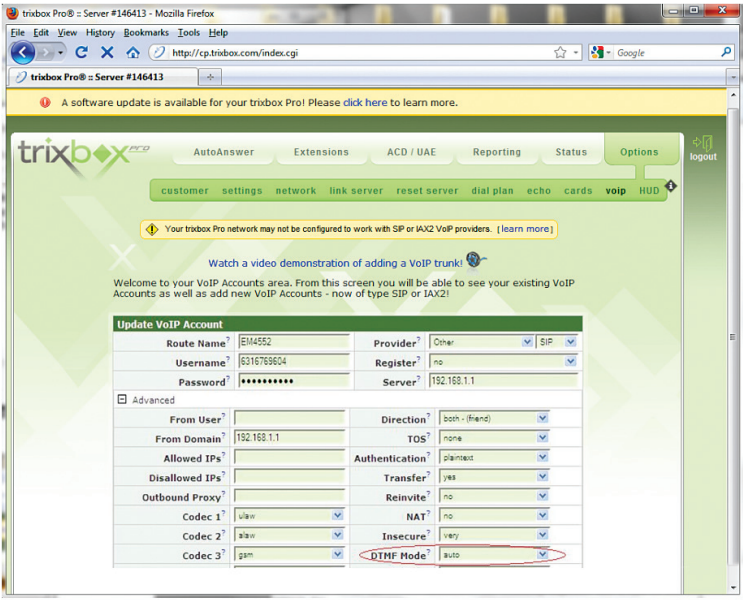 trixbox Pro® :: Server #146413 - Mozilla Firefox
File Edit View History Bookmarks Tools Help
http://cp.trixbox.com/index.cgi
Google
trixbox Pro® :: Server #146413
A software update is available for your trixbox Pro! Please click here to learn more.
trixbox PRO
AutoAnswer Extensions ACD / UAE Reporting Status Options
logout
customer settings network link server reset server dial plan echo cards voip HUD
Your trixbox Pro network may not be configured to work with SIP or IAX2 VoIP providers. [learn more]
Watch a video demonstration of adding a VoIP trunk!
Welcome to your VoIP Accounts area. From this screen you will be able to see your existing VoIP
Accounts as well as add new VoIP Accounts - now of type SIP or IAX2!
Update VoIP Account
Route Name? EM4552 Provider? Other SIP
Username? 6316769604 Register? no
Password? •••••••••• Server? 192.168.1.1
Advanced
From User? Direction? both - (friend)
From Domain? 192.168.1.1 TOS? none
Allowed IPs? Authentication? plaintext
Disallowed IPs? Transfer? yes
Outbound Proxy? Reinvite? no
Codec 1? ulaw NAT? no
Codec 2? alaw Insecure? very
Codec 3? gsm DTMF Mode? auto